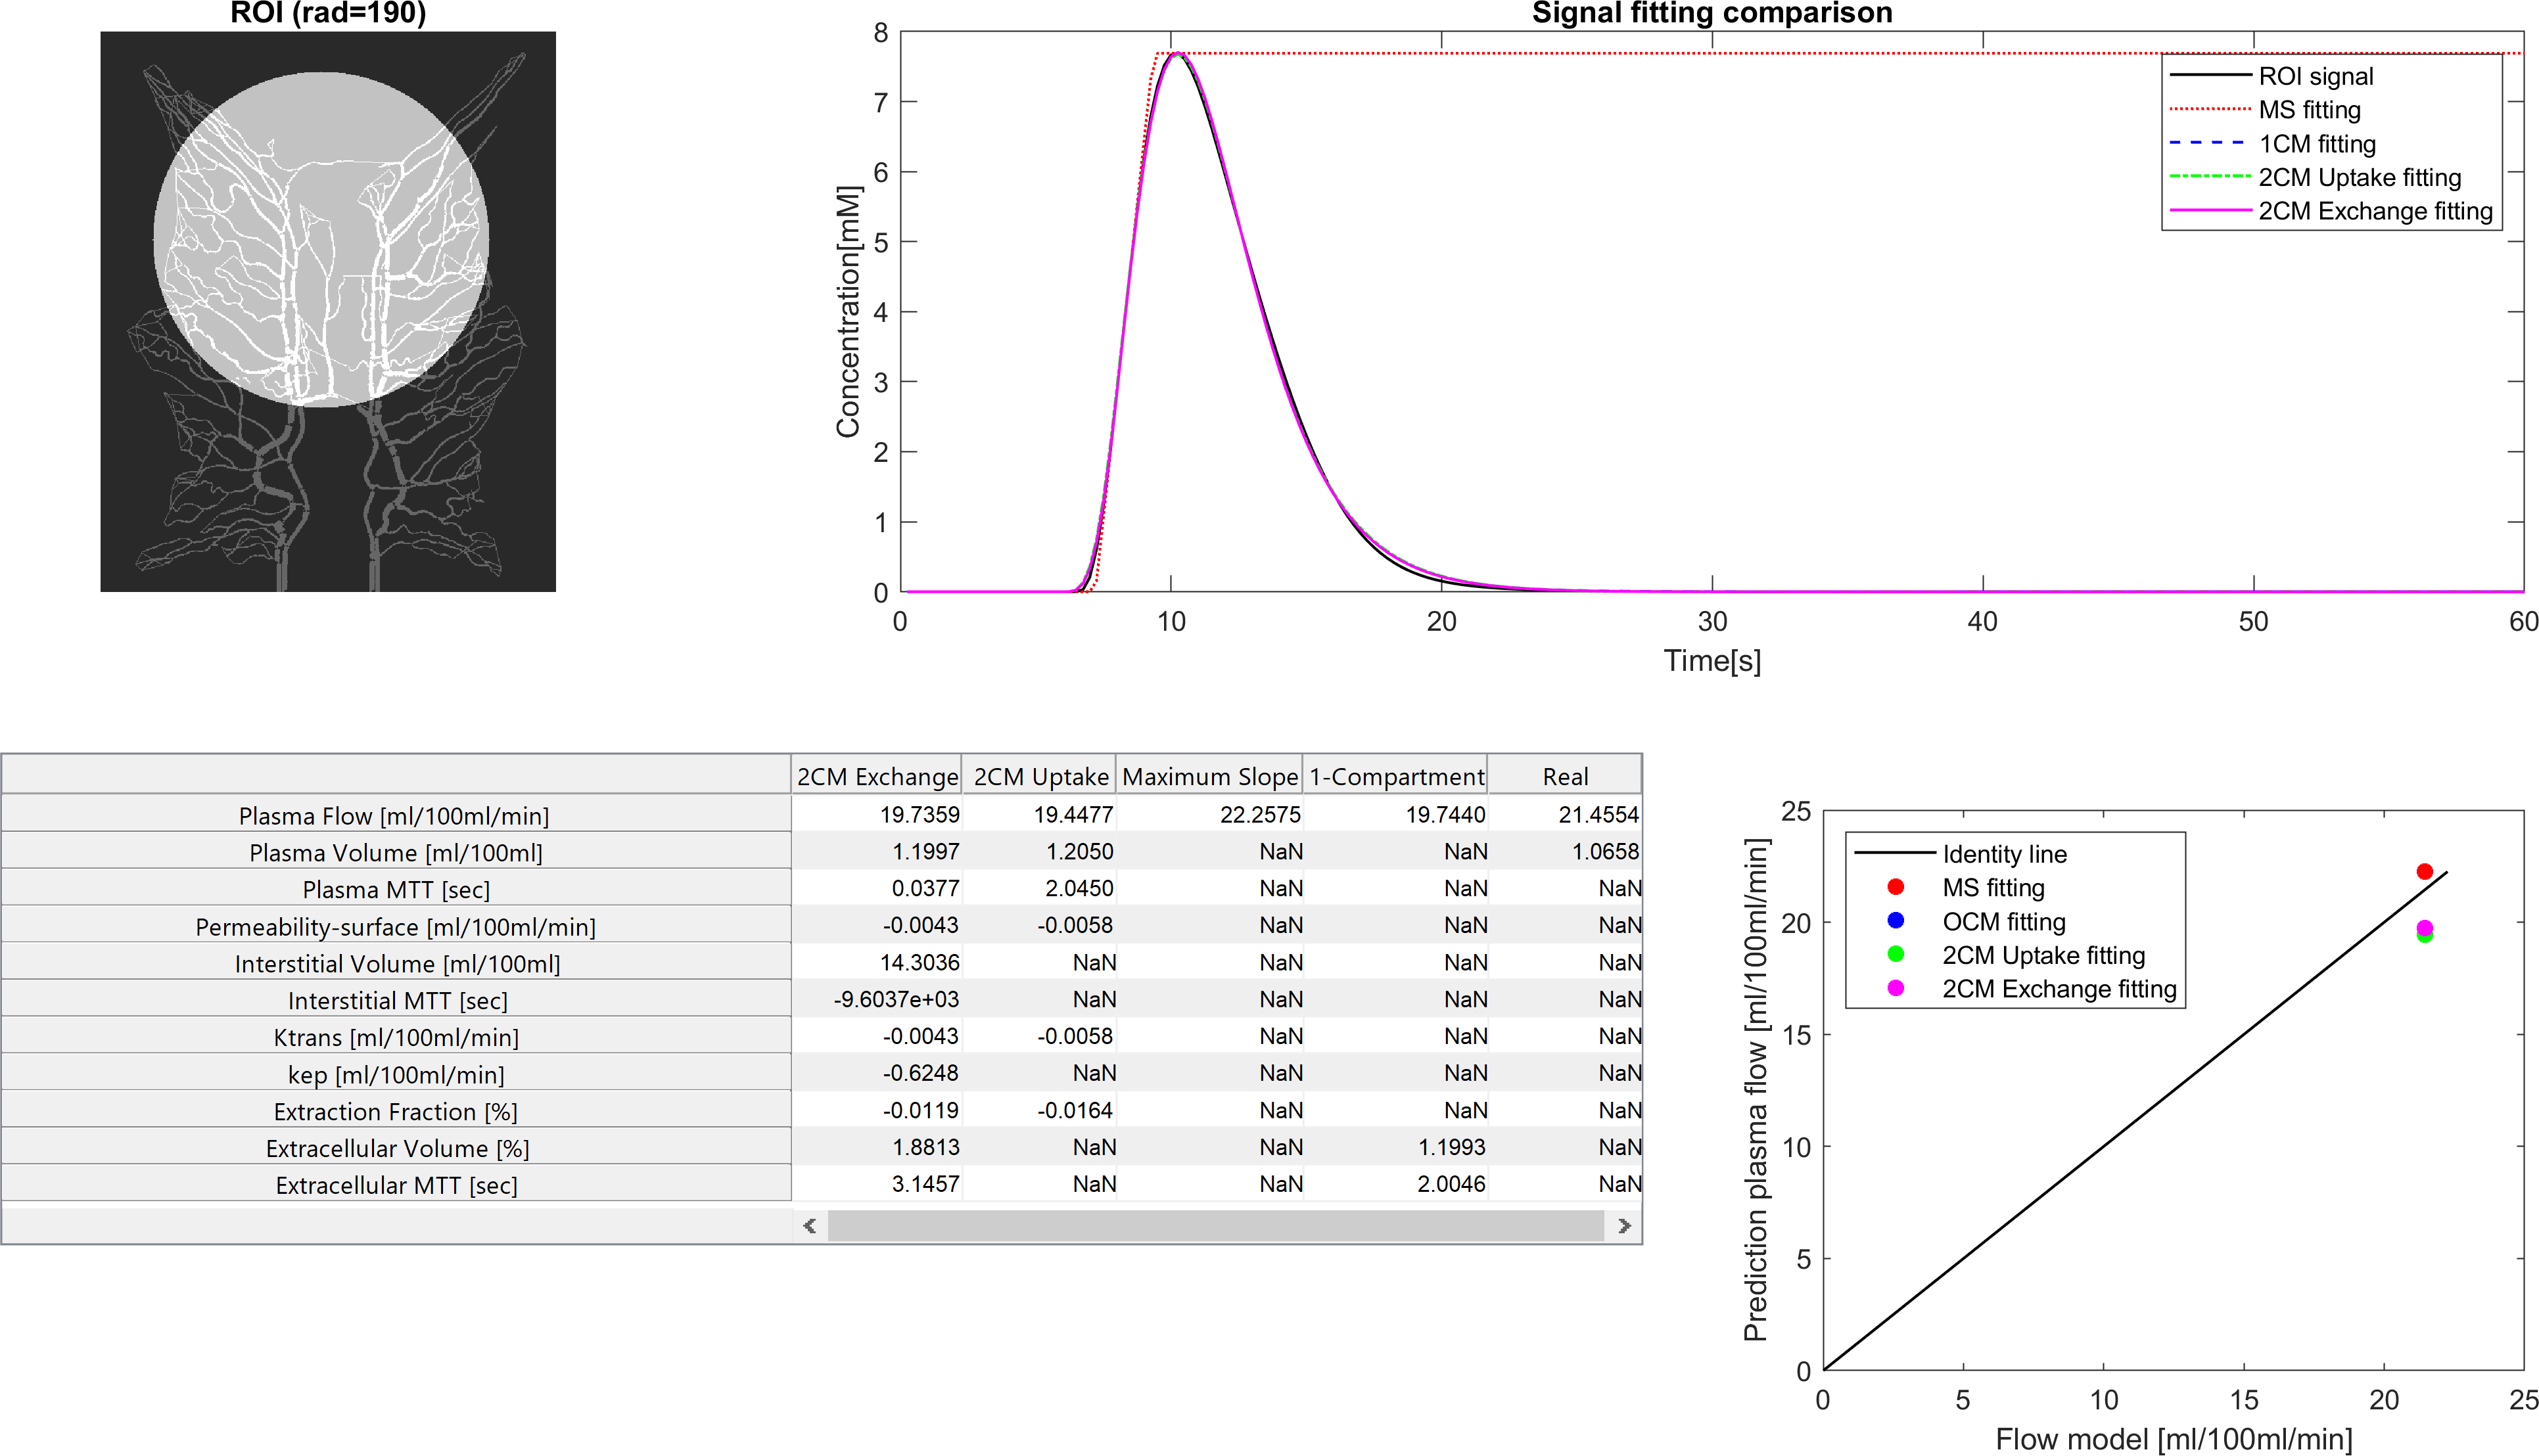 ROI (rad=190)
Signal fitting comparison
8
7
6
5
4
3
2
1
0
Concentration[mM]
0 10 20 30 40 50 60
Time[s]
ROI signal
MS fitting
1CM fitting
2CM Uptake fitting
2CM Exchange fitting
2CM Exchange 2CM Uptake Maximum Slope 1-Compartment Real
Plasma Flow [ml/100ml/min] 19.7359 19.4477 22.2575 19.7440 21.4554
Plasma Volume [ml/100ml] 1.1997 1.2050 NaN NaN 1.0658
Plasma MTT [sec] 0.0377 2.0450 NaN NaN NaN
Permeability-surface [ml/100ml/min] -0.0043 -0.0058 NaN NaN NaN
Interstitial Volume [ml/100ml] 14.3036 NaN NaN NaN NaN
Interstitial MTT [sec] -9.6037e+03 NaN NaN NaN NaN
Ktrans [ml/100ml/min] -0.0043 -0.0058 NaN NaN NaN
kep [ml/100ml/min] -0.6248 NaN NaN NaN NaN
Extraction Fraction [%] -0.0119 -0.0164 NaN NaN NaN
Extracellular Volume [%] 1.8813 NaN NaN 1.1993 NaN
Extracellular MTT [sec] 3.1457 NaN NaN 2.0046 NaN
25
20
15
10
5
0
Prediction plasma flow [ml/100ml/min]
Identity line
MS fitting
OCM fitting
2CM Uptake fitting
2CM Exchange fitting
0 5 10 15 20 25
Flow model [ml/100ml/min]